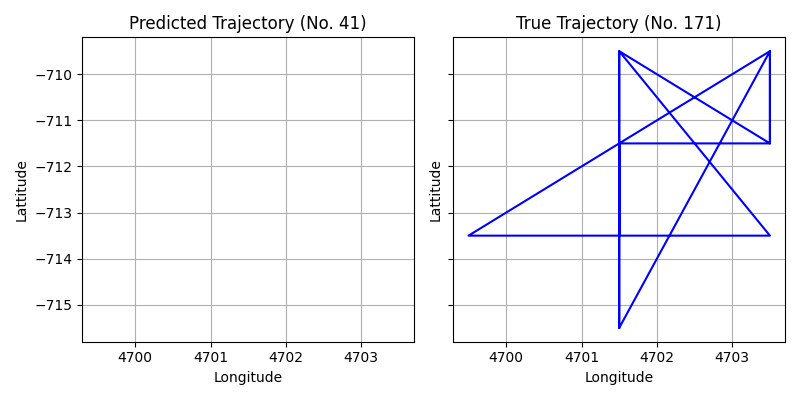 Predicted Trajectory (No. 41)
−710
−711
−712
−713
−714
−715
Lattitude
4700 4701 4702 4703
Longitude
True Trajectory (No. 171)
Lattitude
4700 4701 4702 4703
Longitude